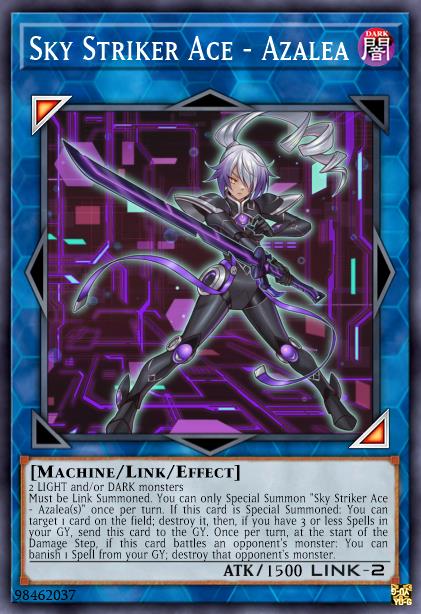 Sky Striker Ace - Azalea
DARK
闇
[Machine/Link/Effect]
2 LIGHT and/or DARK monsters
Must be Link Summoned. You can only Special Summon "Sky Striker Ace
- Azalea(s)" once per turn. If this card is Special Summoned: You can
target 1 card on the field; destroy it, then, if you have 3 or less Spells in
your GY, send this card to the GY. Once per turn, at the start of the
Damage Step, if this card battles an opponent's monster: You can
banish 1 Spell from your GY; destroy that opponent's monster.
ATK/1500 LINK-2
98462037